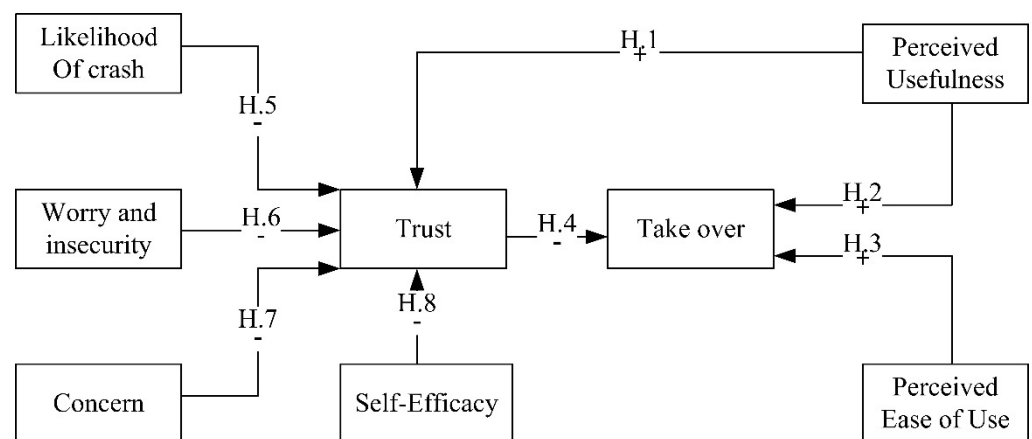 Likelihood
Of crash
H.1
+
Perceived
Usefulness
H.5
-
Worry and
insecurity
H.6
-
Trust
H.4
-
Take over
H.2
+
H.3
+
H.7
-
H.8
-
Concern
Self-Efficacy
Perceived
Ease of Use